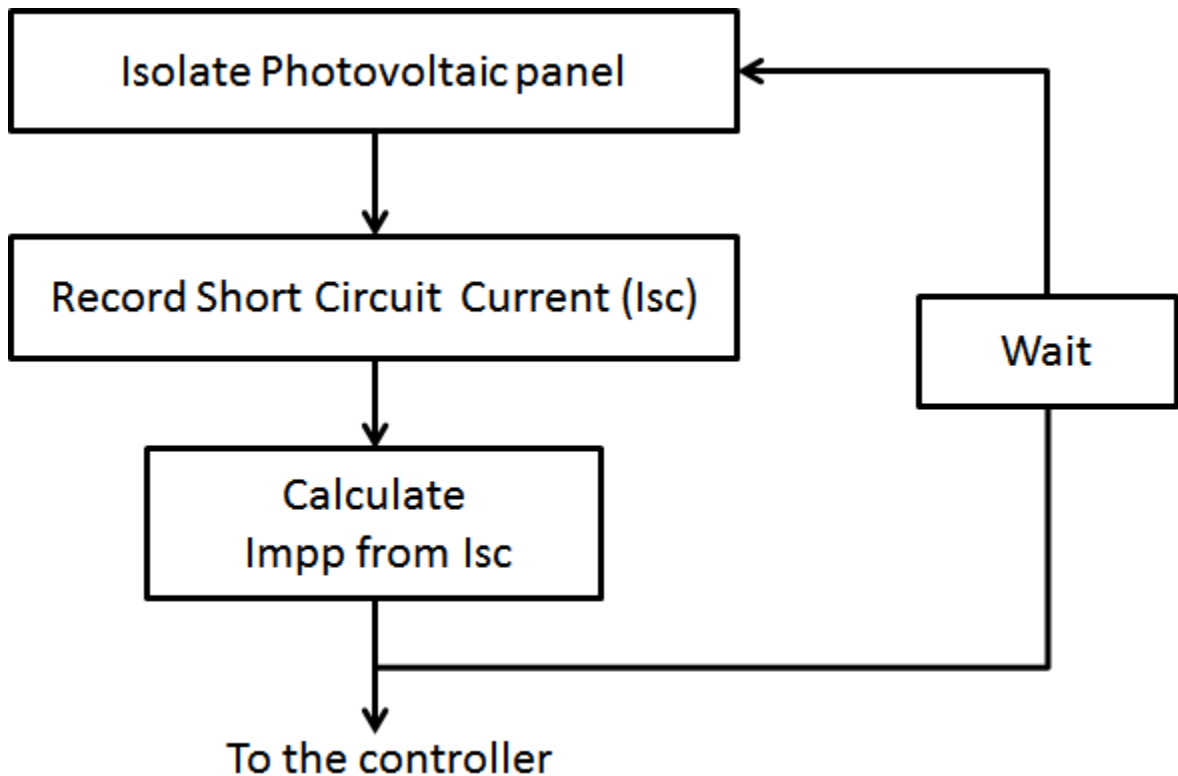 Isolate Photovoltaic panel
Record Short Circuit Current (Isc)
Wait
Calculate
Impp from Isc
To the controller